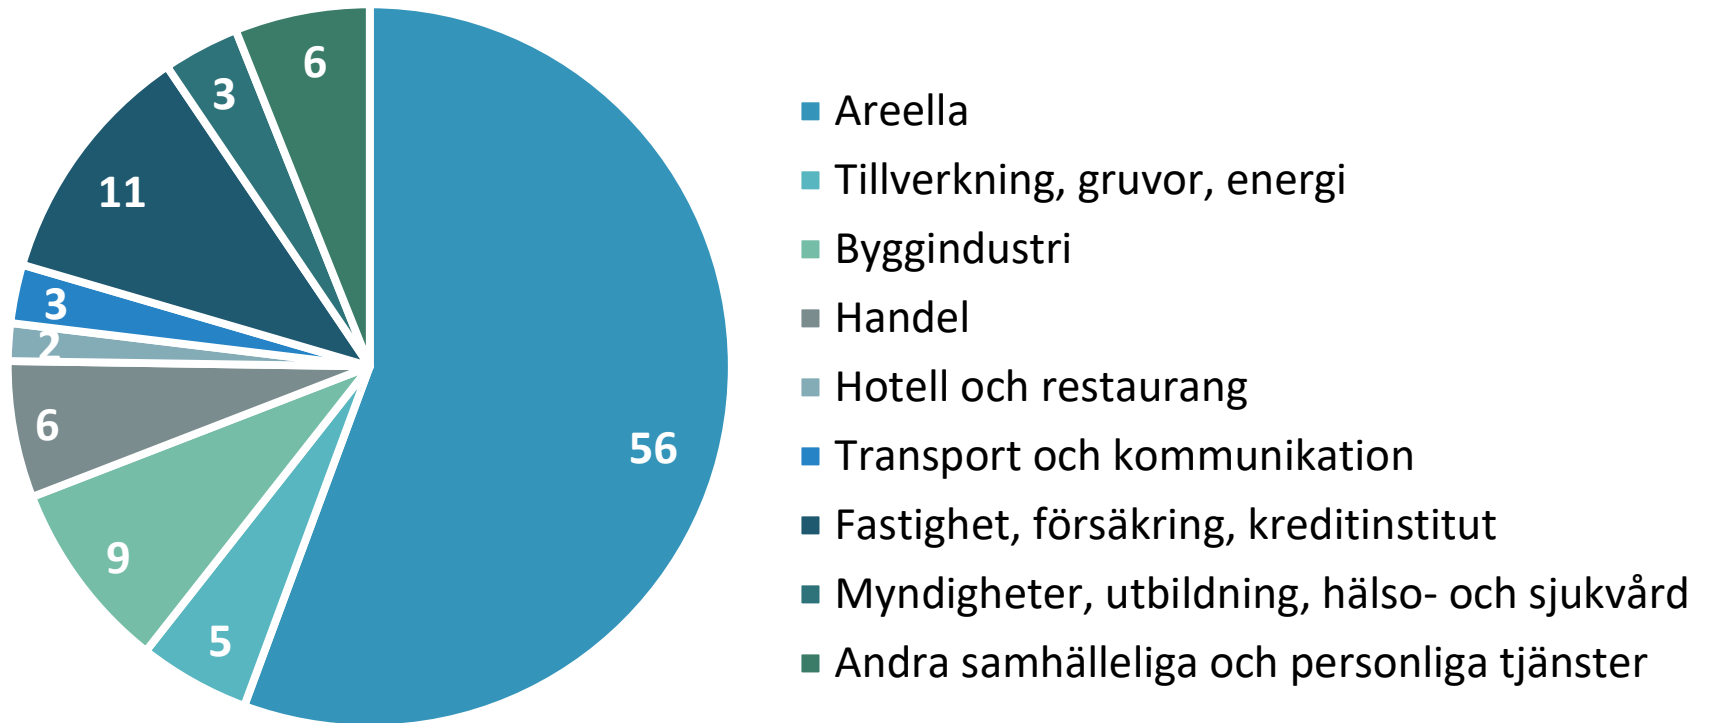 6
3
11
3
2
6
9
5
56
Areella
Tillverkning, gruvor, energi
Byggindustri
Handel
Hotell och restaurang
Transport och kommunikation
Fastighet, försäkring, kreditinstitut
Myndigheter, utbildning, hälso- och sjukvård
Andra samhälleliga och personliga tjänster